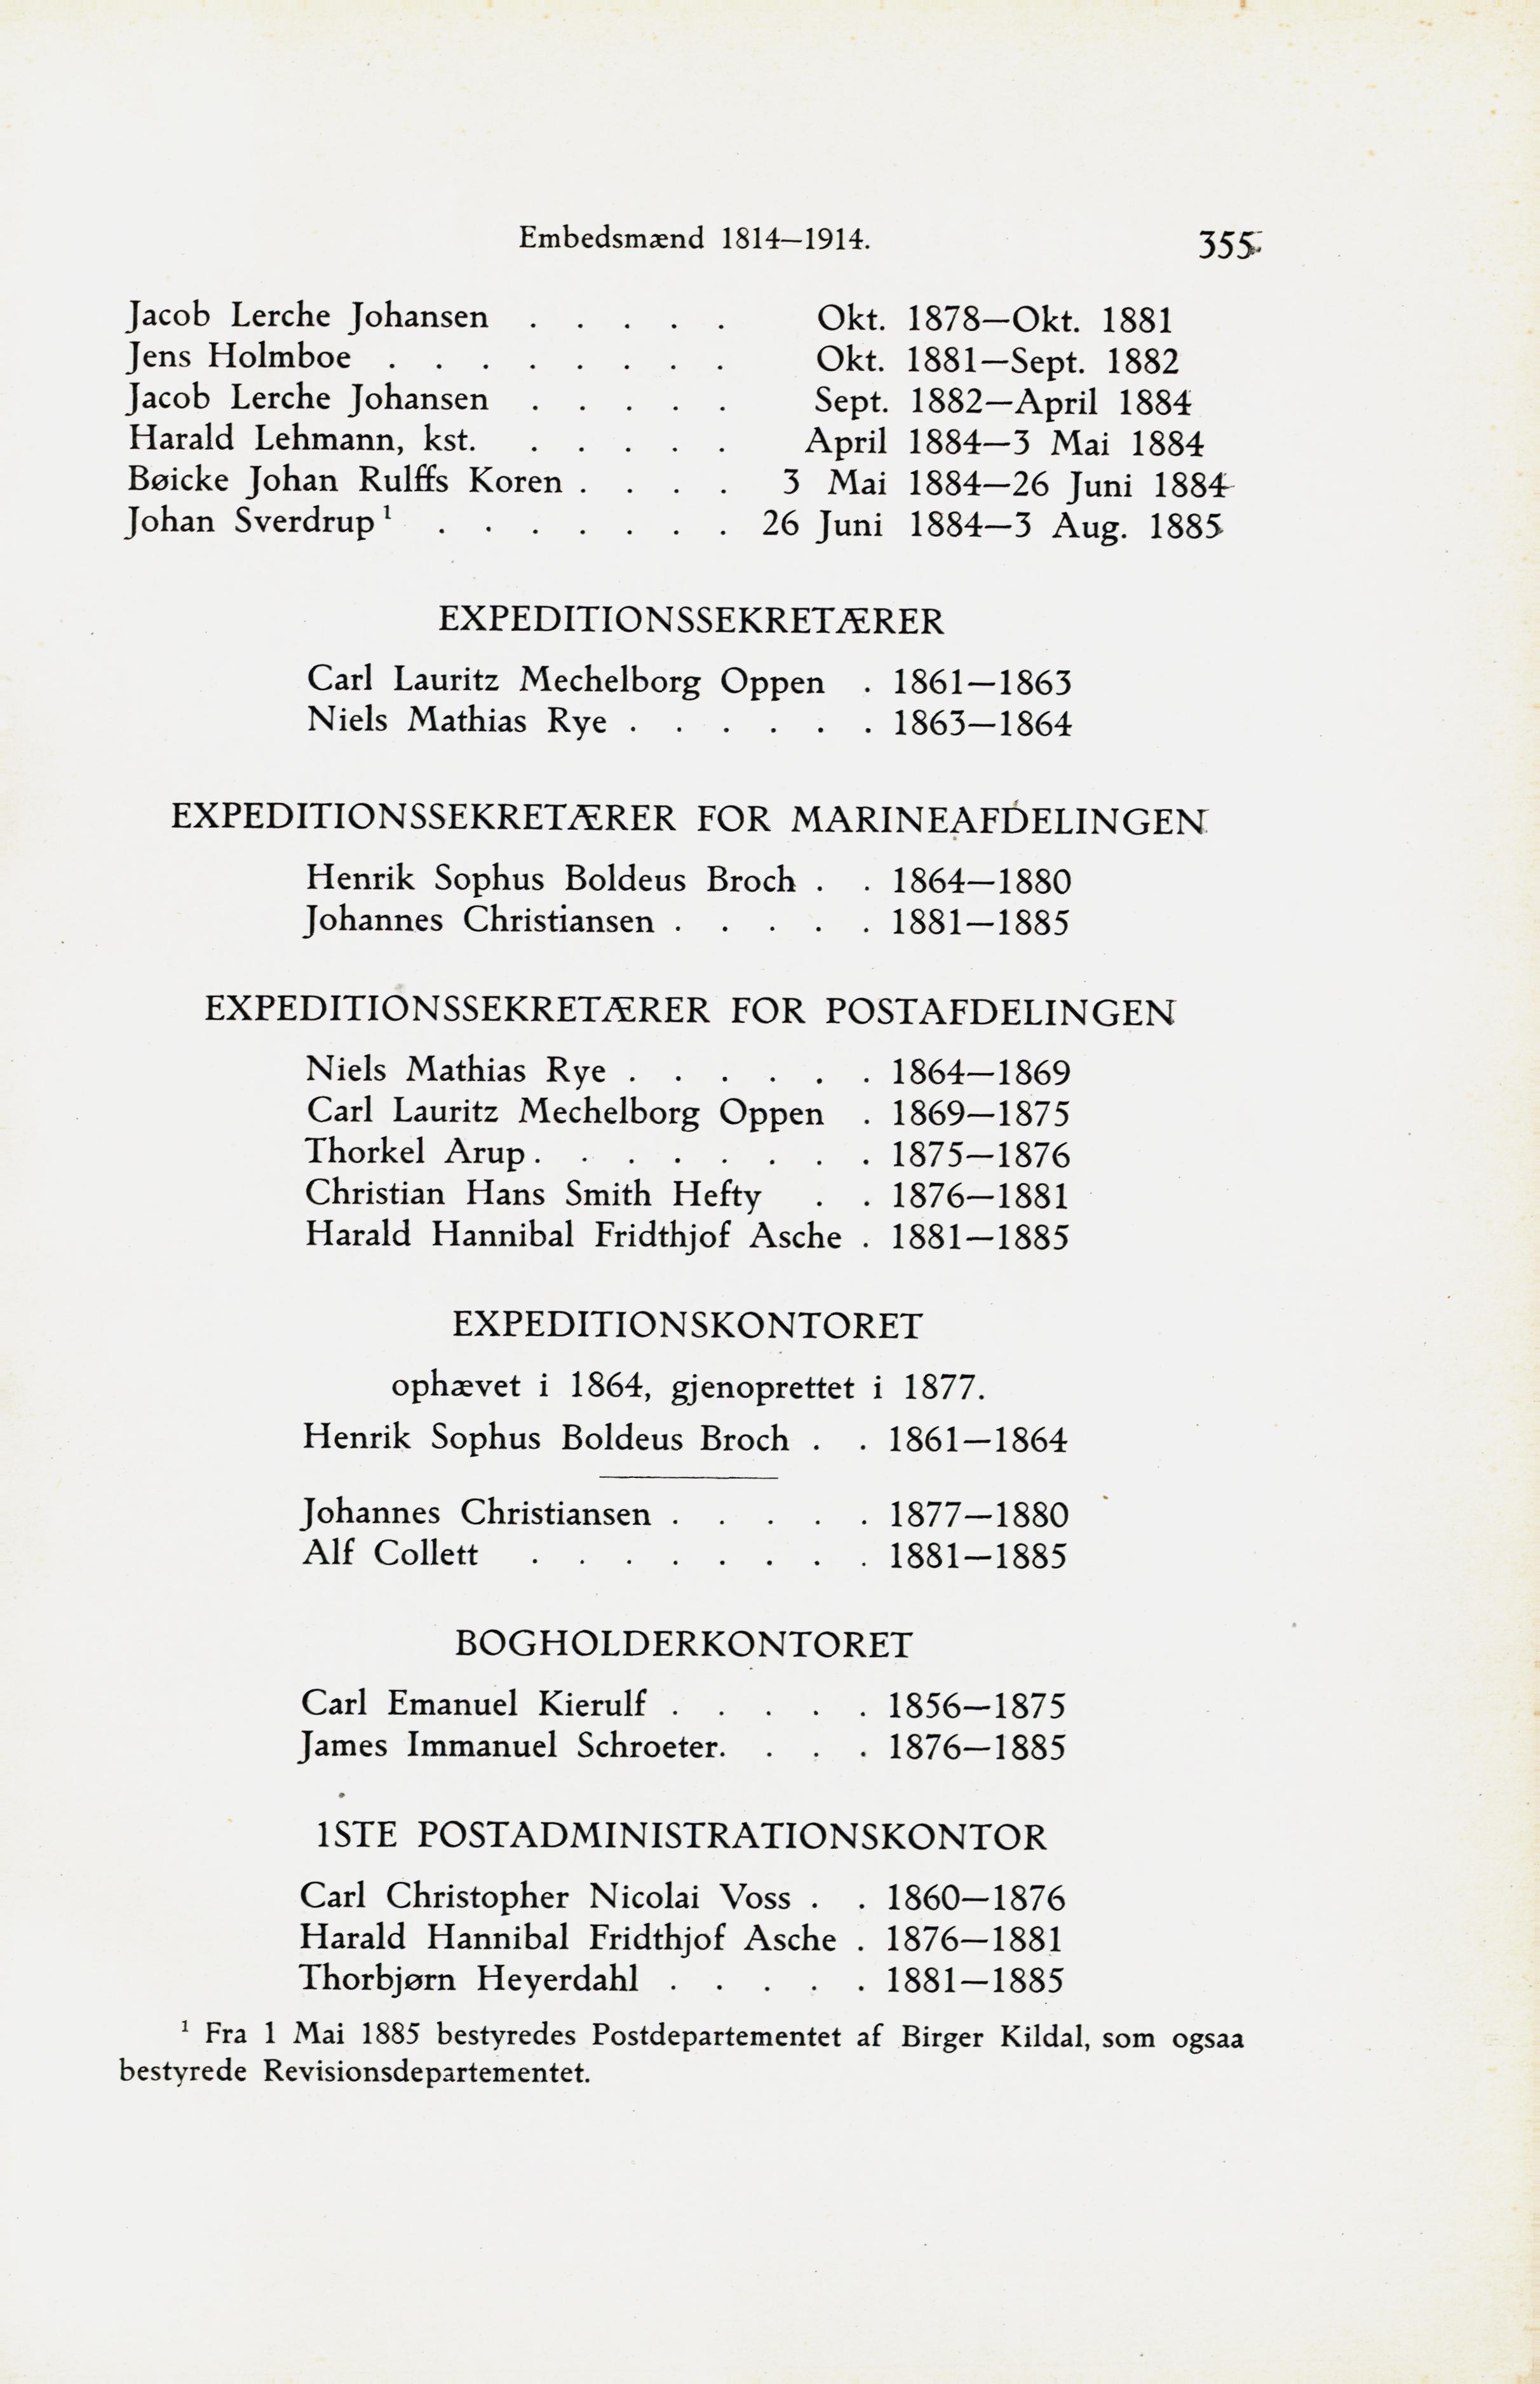 Embedsmænd 1814—1914. 355
Jacob Lerche Johansen . . . . . Okt. 1878—Okt. 1881
Jens Holmboe . . . . . . . . Okt. 1881—Sept. 1882
Jacob Lerche Johansen . . . . . Sept. 1882—April 1884
Harald Lehmann, kst. . . . . . April 1884—3 Mai 1884
Bøicke Johan Rulffs Koren . . . . 3 Mai 1884—26 Juni 1884
Johan Sverdrup¹ . . . . . . . 26 Juni 1884—3 Aug. 1885
EXPEDITIONSSEKRETÆRER
Carl Lauritz Mechelborg Oppen . 1861—1863
Niels Mathias Rye . . . . . . 1863—1864
EXPEDITIONSSEKRETÆRER FOR MARINEAFDELINGEN
Henrik Sophus Boldeus Broch . . 1864—1880
Johannes Christiansen . . . . . 1881—1885
EXPEDITIONSSEKRETÆRER FOR POSTAFDELINGEN
Niels Mathias Rye . . . . . . 1864—1869
Carl Lauritz Mechelborg Oppen . 1869—1875
Thorkel Arup . . . . . . . . 1875—1876
Christian Hans Smith Hefty . . 1876—1881
Harald Hannibal Fridthjof Asche . 1881—1885
EXPEDITIONSKONTORET
ophævet i 1864, gjenoprettet i 1877.
Henrik Sophus Boldeus Broch . . 1861—1864
Johannes Christiansen . . . . . 1877—1880
Alf Collett . . . . . . . . 1881—1885
BOGHOLDERKONTORET
Carl Emanuel Kierulf . . . . . 1856—1875
James Immanuel Schroeter. . . . 1876—1885
1STE POSTADMINISTRATIONSKONTOR
Carl Christopher Nicolai Voss . . 1860—1876
Harald Hannibal Fridthjof Asche . 1876—1881
Thorbjørn Heyerdahl . . . . . 1881—1885
¹ Fra 1 Mai 1885 bestyredes Postdepartementet af Birger Kildal, som ogsaa
bestyrede Revisionsdepartementet.